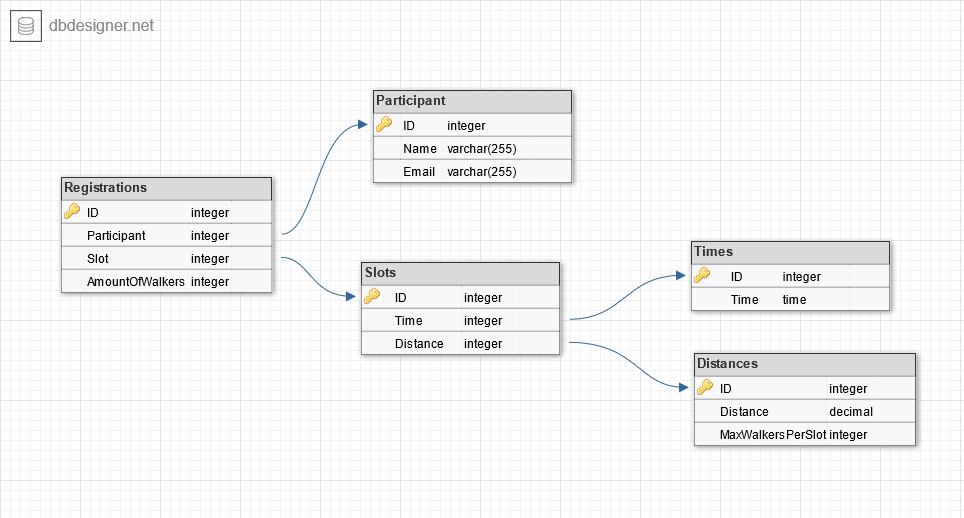 dbdesigner.net
Participant
ID integer
Name varchar(255)
Email varchar(255)
Registrations
ID integer
Participant integer
Slot integer
AmountOfWalkers integer
Slots
ID integer
Time integer
Distance integer
Times
ID integer
Time time
Distances
ID integer
Distance decimal
MaxWalkersPerSlot integer